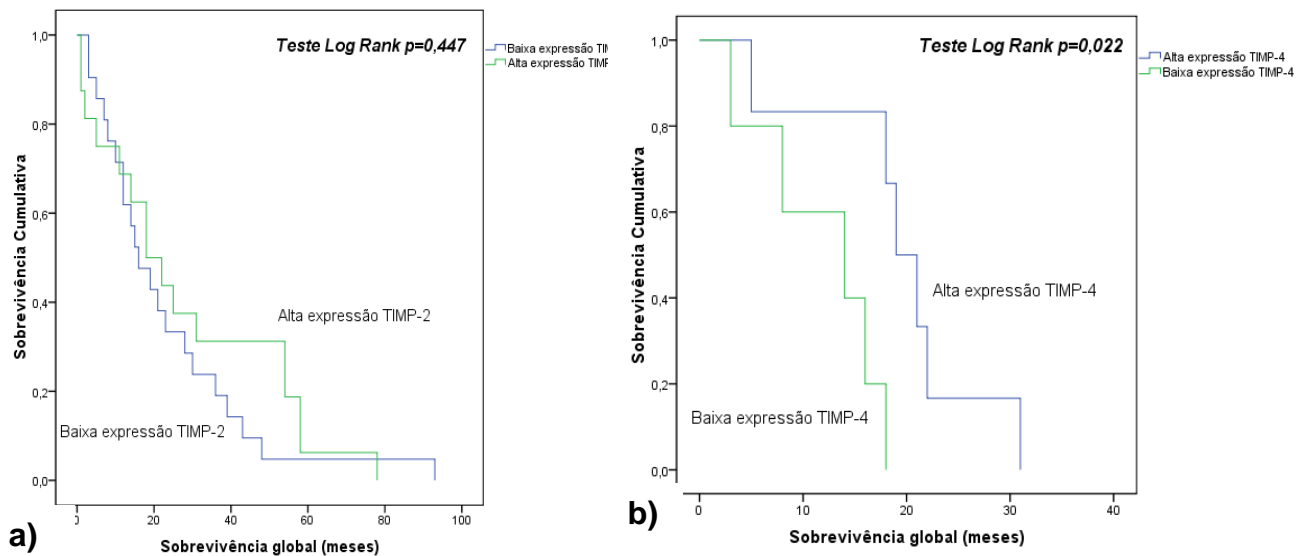 Teste Log Rank p=0,447
Baixa expressão
Alta expressão
1,0
0,8
0,6
0,4
0,2
0,0
Sobrevivência Cumulativa
Alta expressão TIMP-2
Baixa expressão TIMP-2
0 20 40 60 80 100
Sobrevivência global (meses)
a)
Teste Log Rank p=0,022
Alta expressão TIMP-4
Baixa expressão TIMP-4
1,0
0,8
0,6
0,4
0,2
0,0
Sobrevivência Cumulativa
Alta expressão TIMP-4
Baixa expressão TIMP-4
0 10 20 30 40
Sobrevivência global (meses)
b)